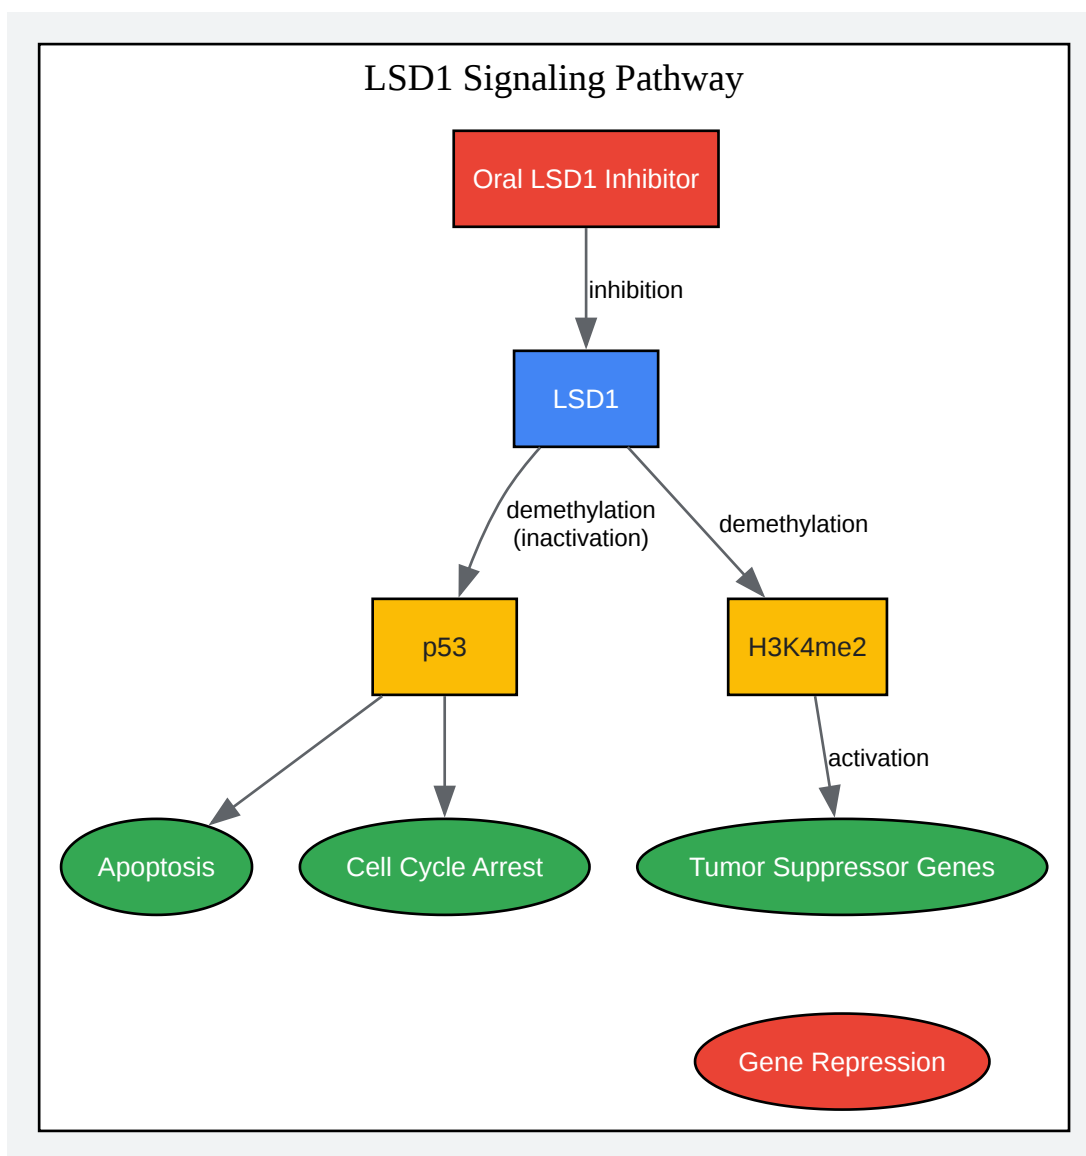 LSD1 Signaling Pathway
Oral LSD1 Inhibitor
inhibition
LSD1
demethylation
(inactivation)
demethylation
p53
H3K4me2
activation
Apoptosis
Cell Cycle Arrest
Tumor Suppressor Genes
Gene Repression